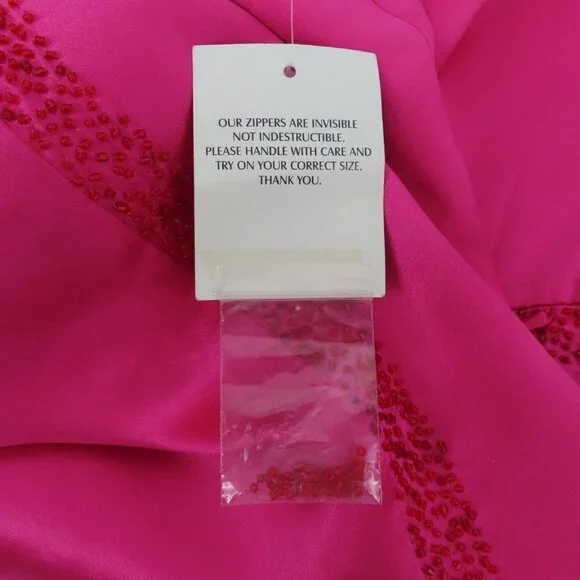 OUR ZIPPERS ARE INVISIBLE
NOT INDESTRUCTIBLE.
PLEASE HANDLE WITH CARE AND
TRY ON YOUR CORRECT SIZE.
THANK YOU.